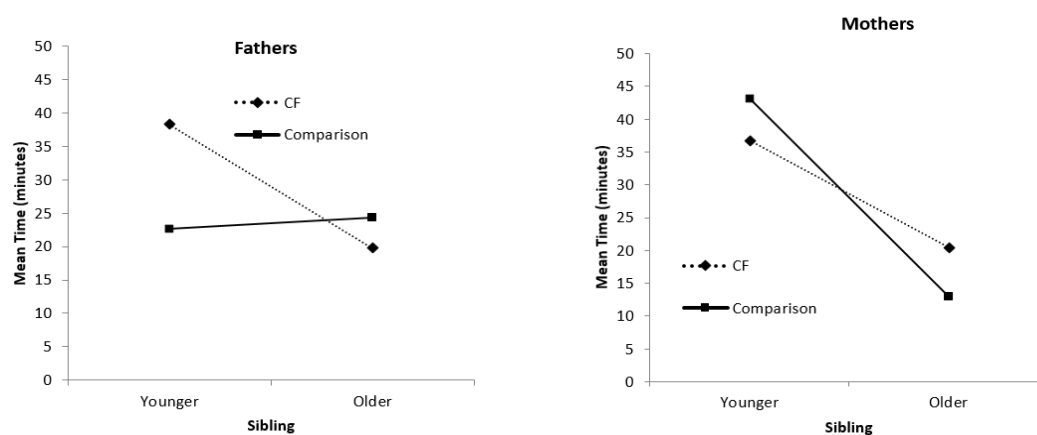 Fathers
50
45
40
35
30
25
20
15
10
5
0
Mean Time (minutes)
CF
Comparison
Younger
Older
Sibling
Mothers
50
45
40
35
30
25
20
15
10
5
0
Mean Time (minutes)
CF
Comparison
Younger
Older
Sibling